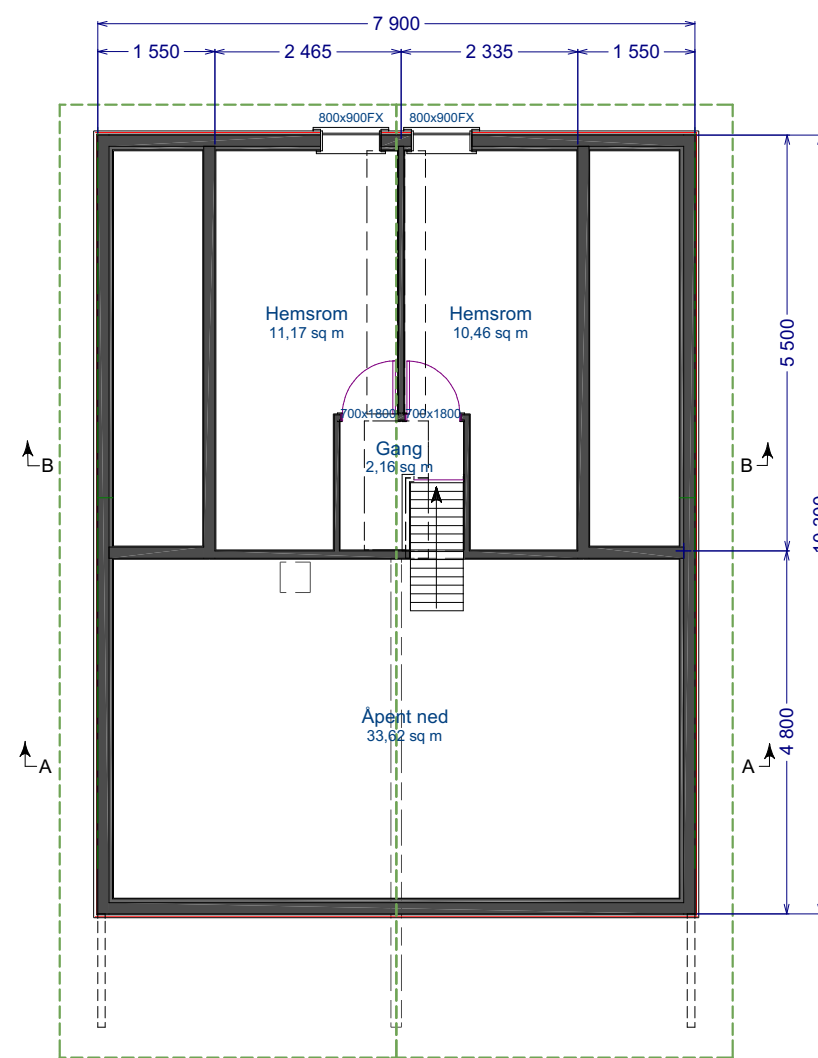 7 900
1 550
2 465
2 335
1 550
800x900FX
800x900FX
Hemsrom
11,17 sq m
Hemsrom
10,46 sq m
5 500
700x1800
700x1800
Gang
2,16 sq m
B
B
Åpent ned
33,62 sq m
4 800
A
A